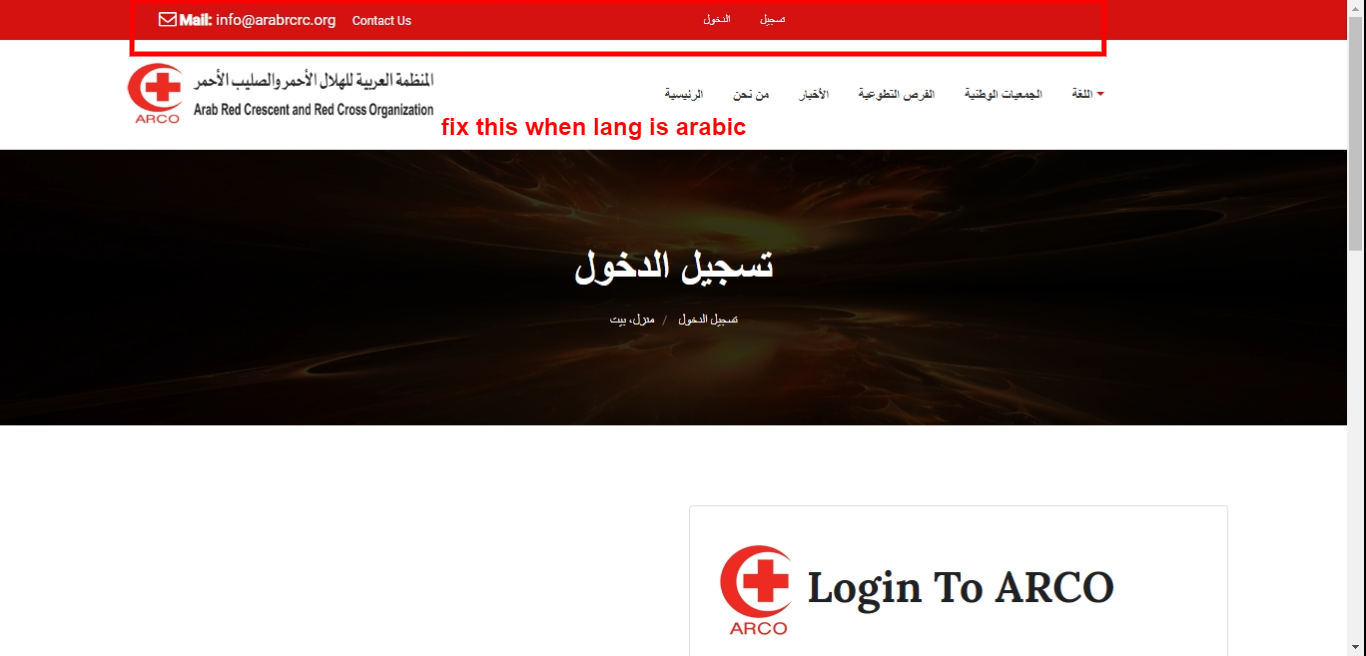 Mail: info@arabrcrc.org Contact Us الدخول تسجيل
المنظمة العربية للهلال الأحمر والصليب الأحمر
Arab Red Crescent and Red Cross Organization
ARCO
الرئيسية من نحن الأخبار الفرص التطوعية الجمعيات الوطنية اللغة
fix this when lang is arabic
تسجيل الدخول
تسجيل الدخول / منزل، بيت
Login To ARCO
ARCO